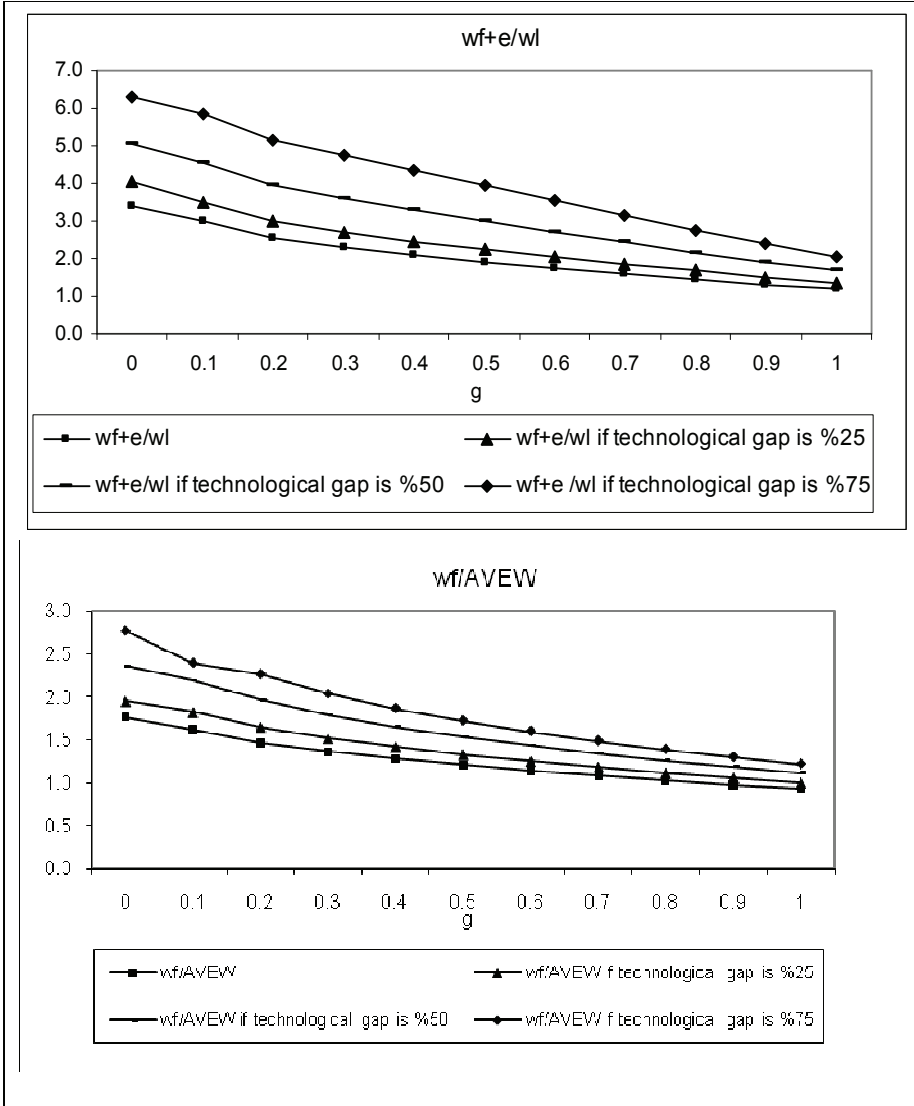 wf+e/wl
7.0
6.0
5.0
4.0
3.0
2.0
1.0
0.0
0 0.1 0.2 0.3 0.4 0.5 0.6 0.7 0.8 0.9 1
g
wf+e/wl wf+e/wl if technological gap is %25
wf+e/wl if technological gap is %50 wf+e /wl if technological gap is %75
wf/AVEW
3.0
2.5
2.0
1.5
1.0
0.5
0.0
0 0.1 0.2 0.3 0.4 0.5 0.6 0.7 0.8 0.9 1
g
wf/AVEW wf/AVEW if technological gap is %25
wf/AVEW if technological gap is %50 wf/AVEW if technological gap is %75